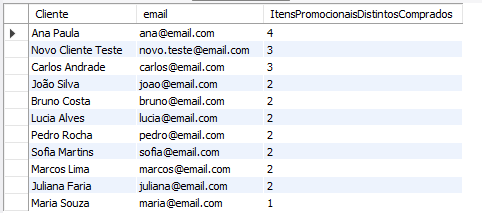 Cliente email ItensPromocionaisDistintosComprados
Ana Paula ana@email.com 4
Novo Cliente Teste novo.teste@email.com 3
Carlos Andrade carlos@email.com 3
João Silva joao@email.com 2
Bruno Costa bruno@email.com 2
Lucia Alves lucia@email.com 2
Pedro Rocha pedro@email.com 2
Sofia Martins sofia@email.com 2
Marcos Lima marcos@email.com 2
Juliana Faria juliana@email.com 2
Maria Souza maria@email.com 1